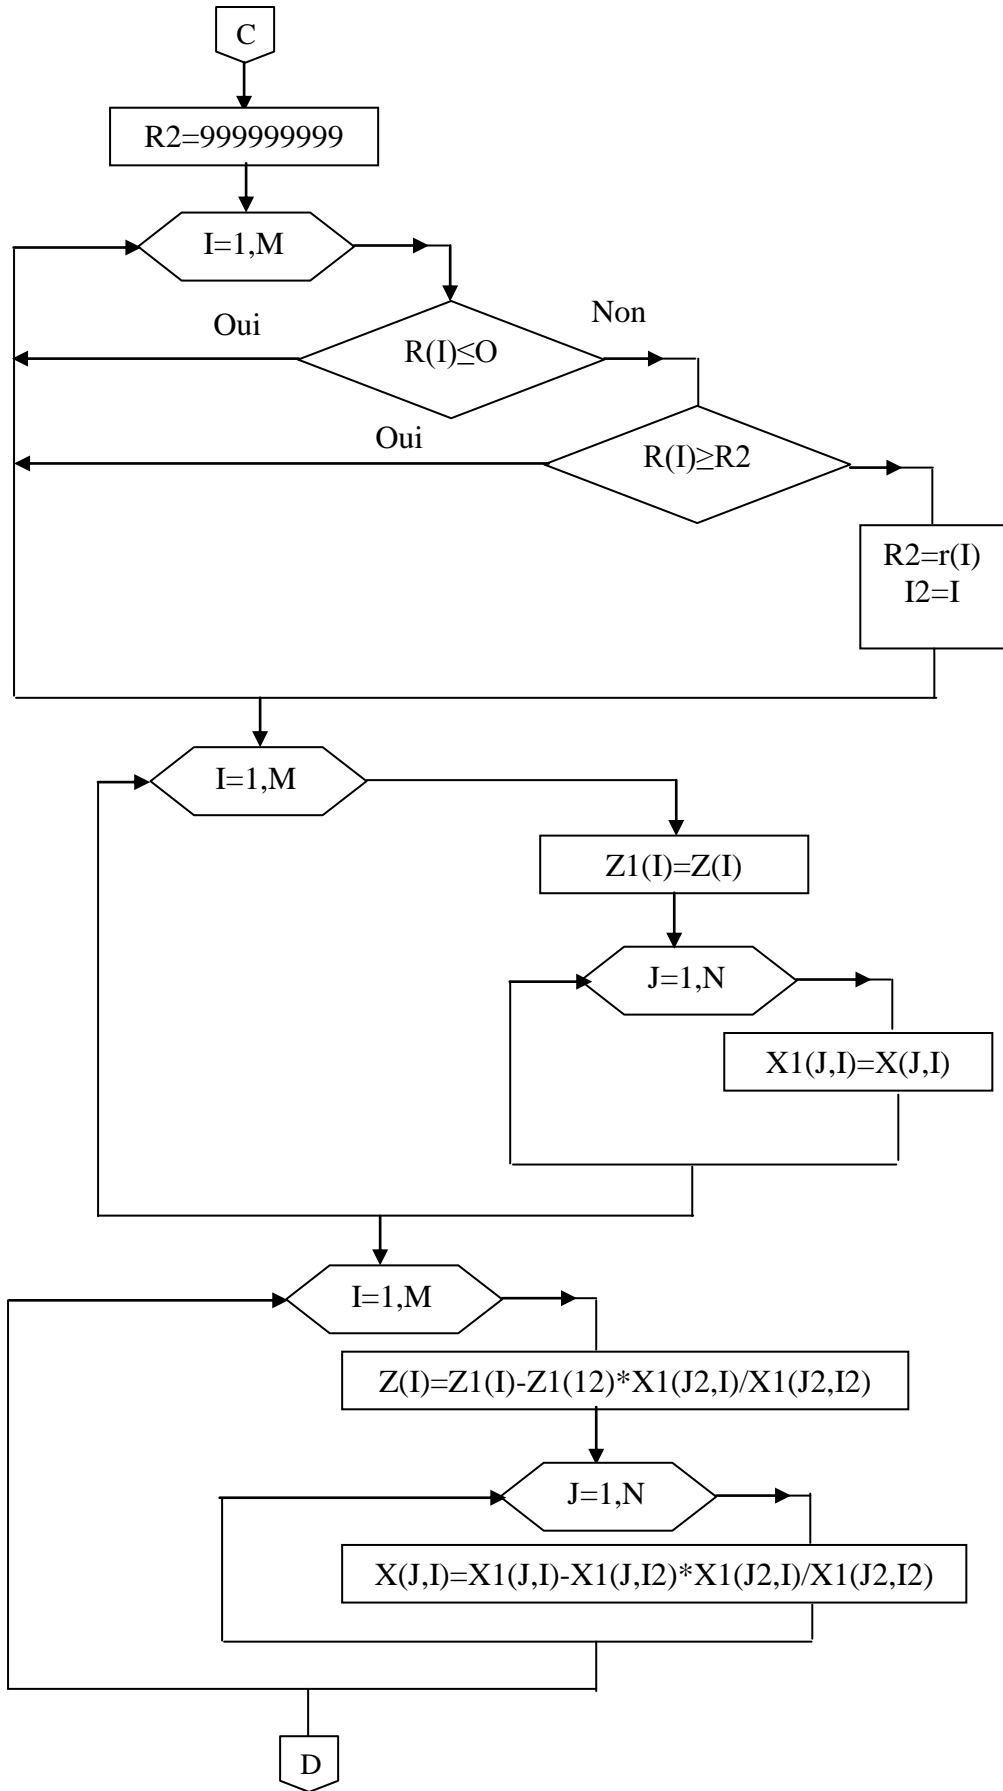 C
R2=999999999
I=1,M
Oui
Non
R(I)≤O
Oui
R(I)≥R2
R2=r(I)
I2=I
I=1,M
Z1(I)=Z(I)
J=1,N
X1(J,I)=X(J,I)
I=1,M
Z(I)=Z1(I)-Z1(12)*X1(J2,I)/X1(J2,I2)
J=1,N
X(J,I)=X1(J,I)-X1(J,I2)*X1(J2,I)/X1(J2,I2)
D